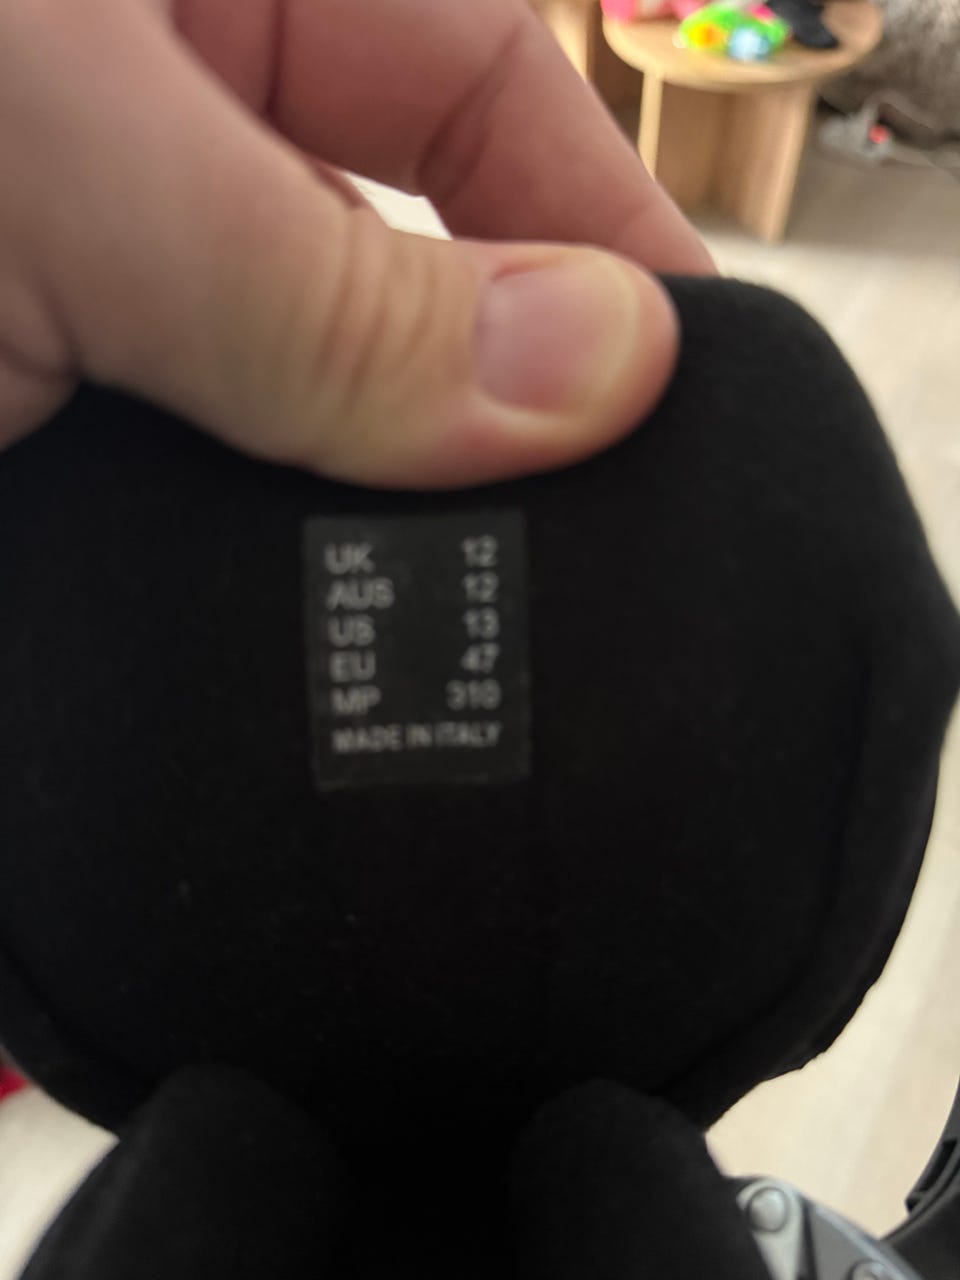 UK 12
AUS 12
US 13
EU 47
MP 310
MADE IN ITALY